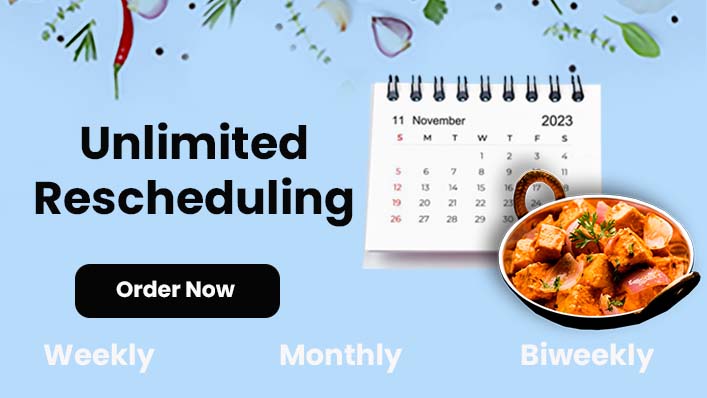 Unlimited
Rescheduling
11 November 2023
S M T W T F S
1 2 3 4
5 6 7 8 9 10 11
12 13 14 15 16 17 18
19 20 21 22 23 24
26 27 28 29 30
Order Now
Weekly Monthly Biweekly